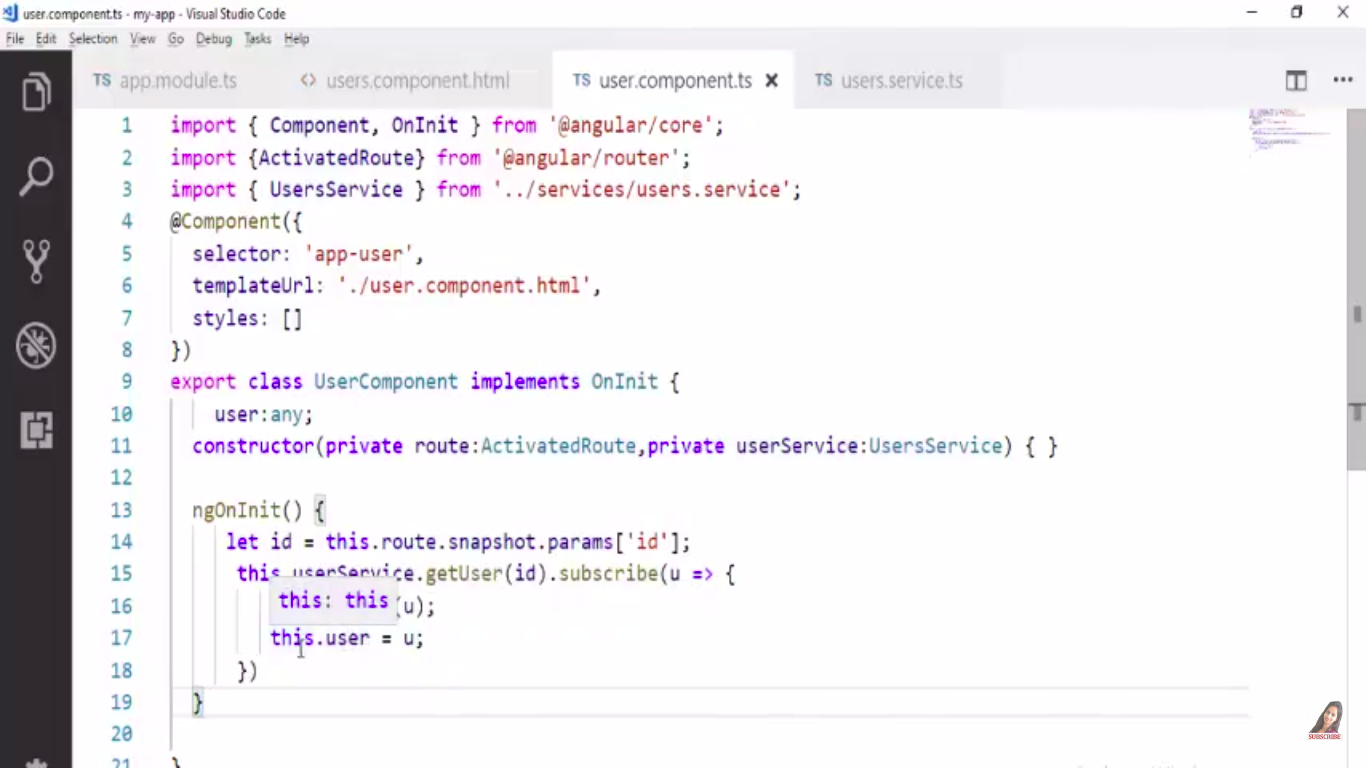 user.component.ts - my-app - Visual Studio Code
File Edit Selection View Go Debug Tasks Help
TS app.module.ts <> users.component.html TS user.component.ts × TS users.service.ts
1 import { Component, OnInit } from '@angular/core';
2 import {ActivatedRoute} from '@angular/router';
3 import { UsersService } from '../services/users.service';
4 @Component({
5 selector: 'app-user',
6 templateUrl: './user.component.html',
7 styles: []
8 })
9 export class UserComponent implements OnInit {
10 user:any;
11 constructor(private route:ActivatedRoute,private userService:UsersService) { }
12
13 ngOnInit() {
14 let id = this.route.snapshot.params['id'];
15 this.userService.getUser(id).subscribe(u => {
this: this
16 (u);
17 this.user = u;
18 })
19 }
20
21 }
SUBSCRIBE